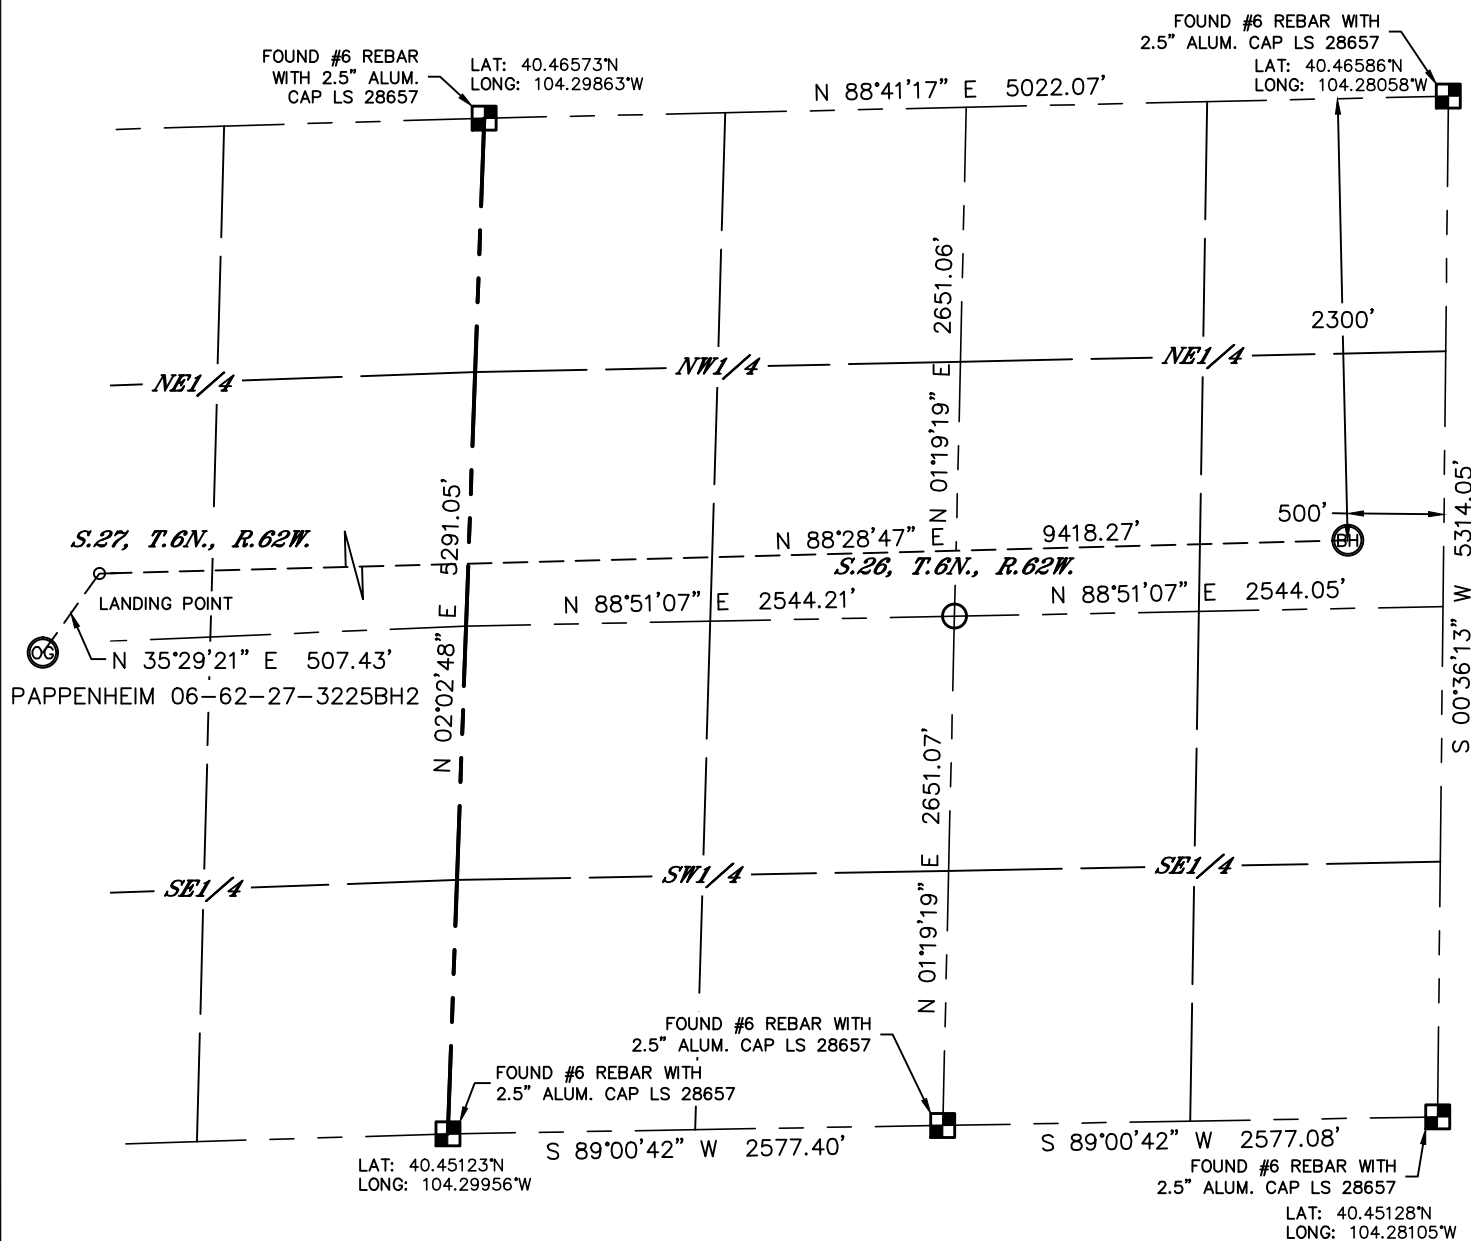 FOUND #6 REBAR WITH
2.5" ALUM. CAP LS 28657
LAT: 40.46586°N
LONG: 104.28058°W
FOUND #6 REBAR
WITH 2.5" ALUM.
CAP LS 28657
LAT: 40.46573°N
LONG: 104.29863°W
N 88°41'17" E 5022.07'
2300'
N 01°19'19" E 2651.06'
NE1/4
NW1/4
NE1/4
500'
S.27, T.6N., R.62W.
N 88°28'47" E 9418.27'
S.26, T.6N., R.62W.
BH
LANDING POINT
N 88°51'07" E 2544.21'
N 88°51'07" E 2544.05'
OG
N 35°29'21" E 507.43'
PAPPENHEIM 06-62-27-3225BH2
N 02°02'48" E 5291.05'
S 00°36'13" W 5314.05'
N 01°19'19" E 2651.07'
SE1/4
SW1/4
SE1/4
FOUND #6 REBAR WITH
2.5" ALUM. CAP LS 28657
FOUND #6 REBAR WITH
2.5" ALUM. CAP LS 28657
S 89°00'42" W 2577.40'
S 89°00'42" W 2577.08'
LAT: 40.45123°N
LONG: 104.29956°W
FOUND #6 REBAR WITH
2.5" ALUM. CAP LS 28657
LAT: 40.45128°N
LONG: 104.28105°W